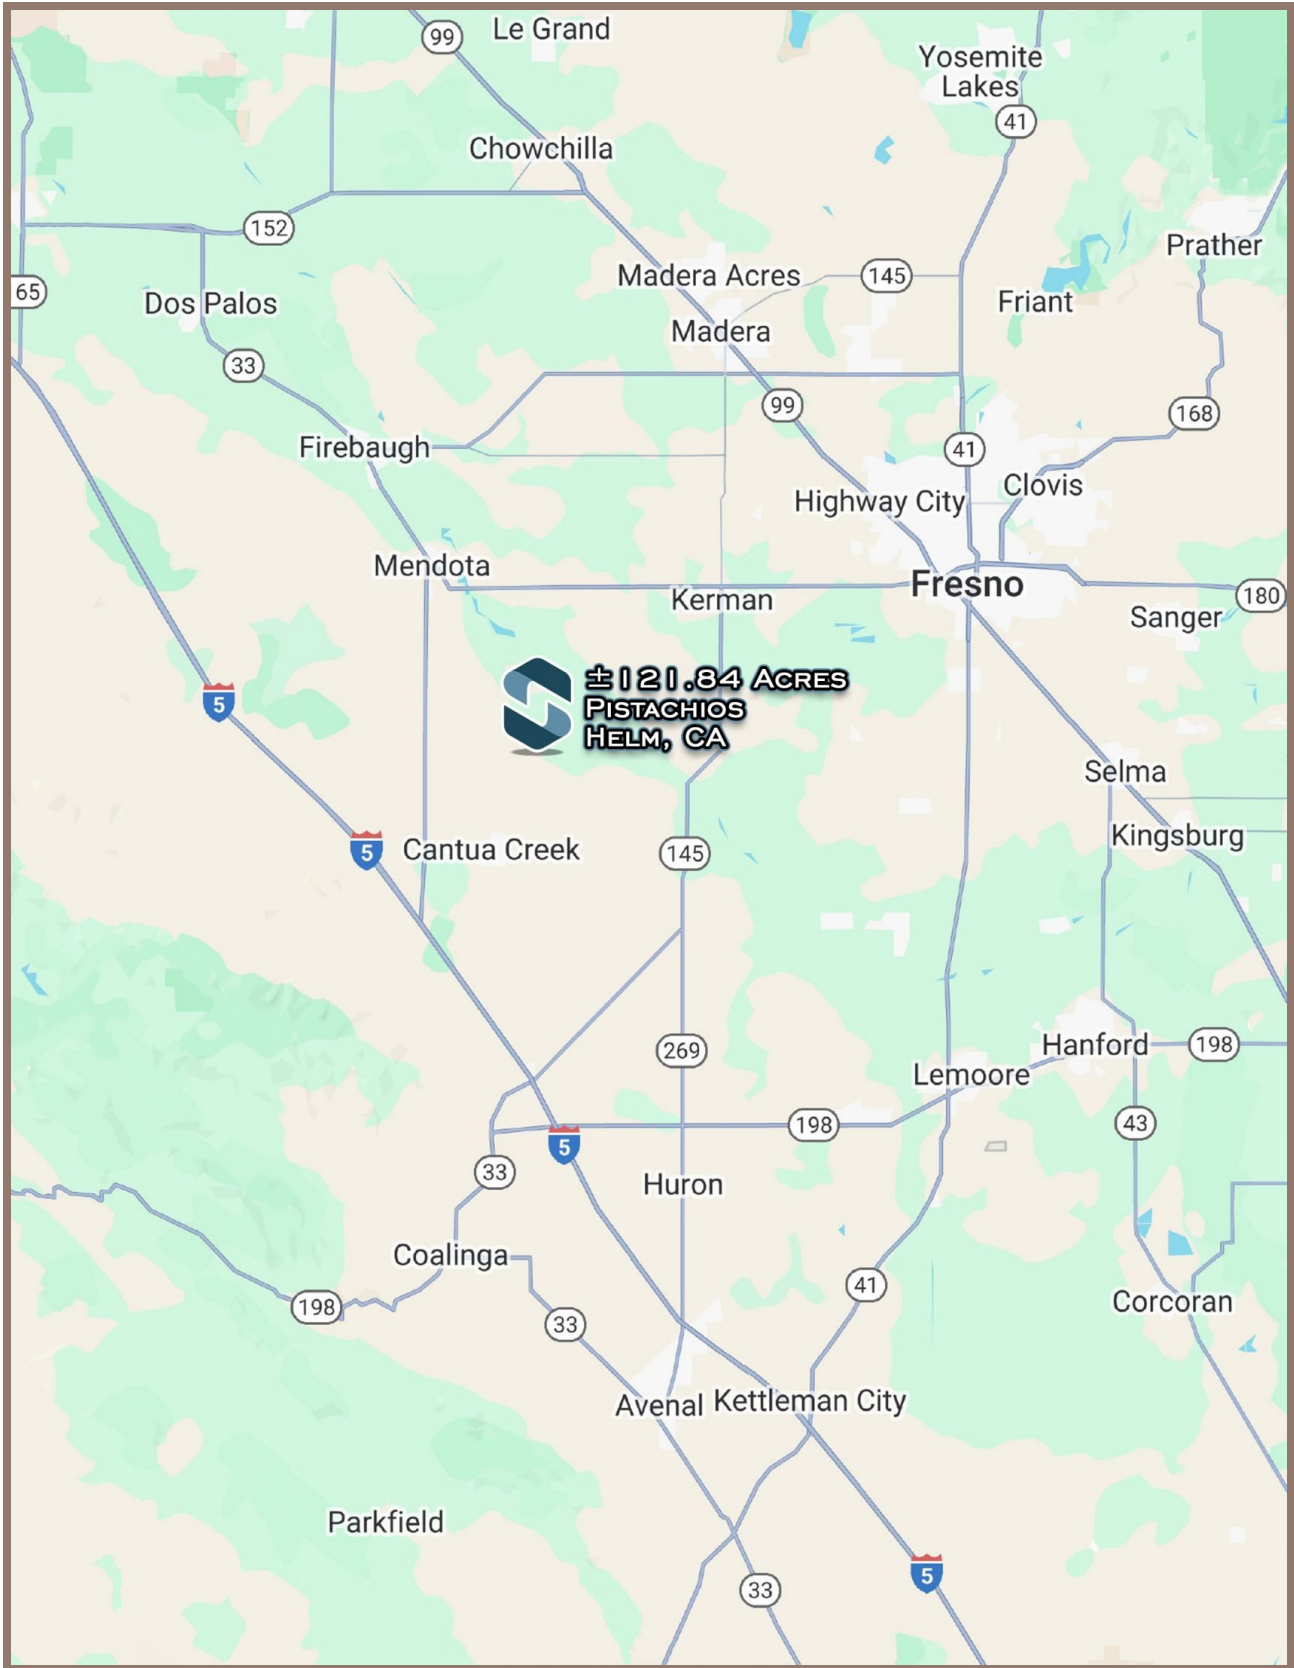 99
Le Grand
Yosemite
Lakes
41
Chowchilla
152
Prather
65
Madera Acres
145
Dos Palos
Friant
Madera
33
99
168
Firebaugh
41
Clovis
Highway City
Mendota
Fresno
180
Kerman
Sanger
±121.84 Acres
Pistachios
Helm, CA
5
Selma
Kingsburg
5
Cantua Creek
145
269
Hanford
198
Lemoore
198
43
5
33
Huron
Coalinga
41
198
Corcoran
33
Avenal
Kettleman City
Parkfield
5
33